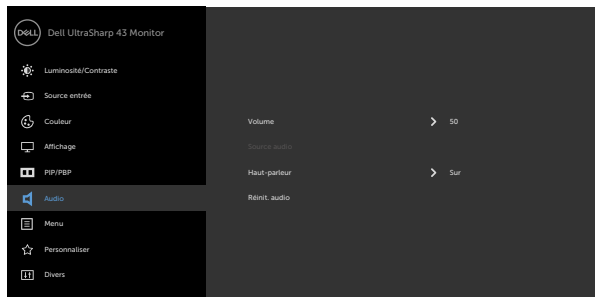 DELL Dell UltraSharp 43 Monitor
Luminosité/Contraste
Source entrée
Couleur
Volume 50
Affichage
Source audio
PIP/PBP
Haut-parleur Sur
Audio
Réinit. audio
Menu
Personnaliser
Divers